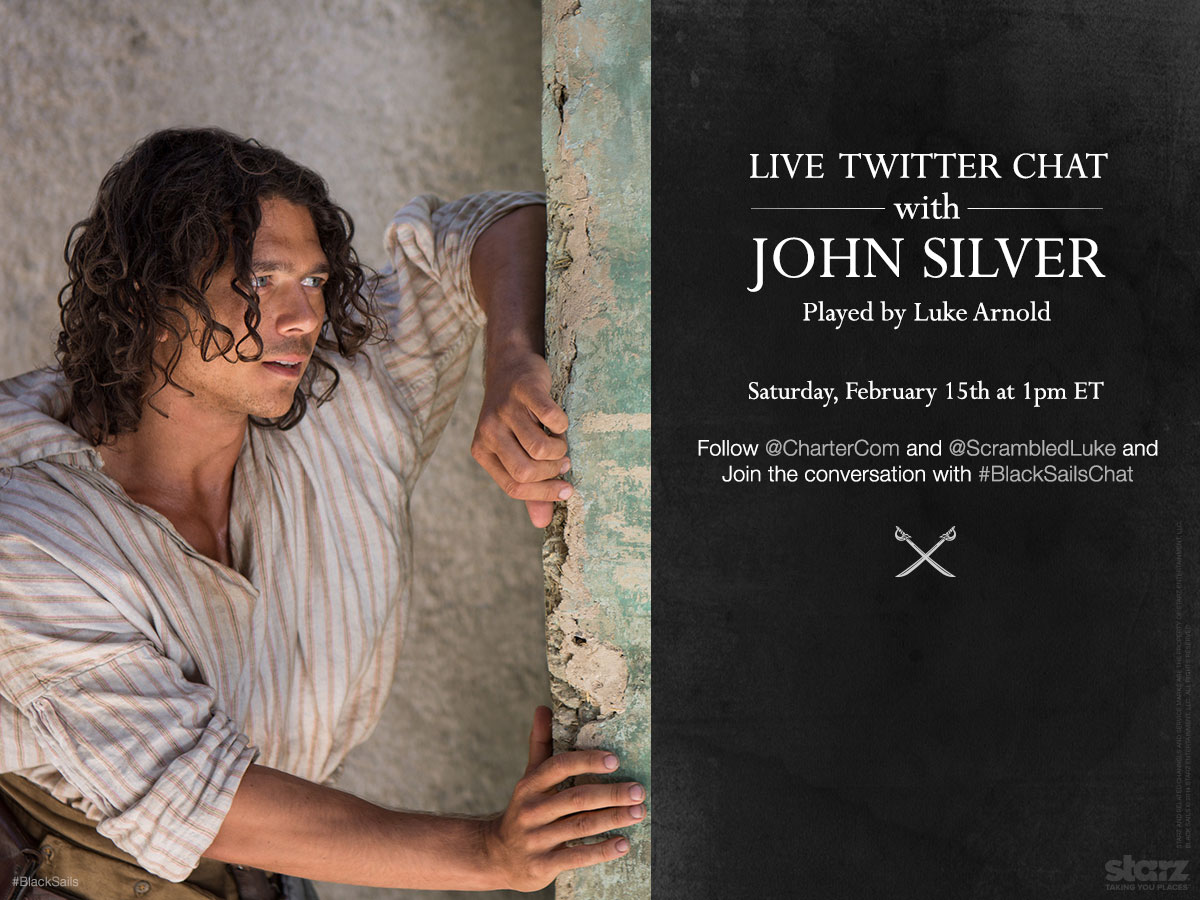 LIVE TWITTER CHAT
with
JOHN SILVER
Played by Luke Arnold
Saturday, February 15th at 1pm ET
Follow @CharterCom and @ScrambledLuke and
Join the conversation with #BlackSailsChat
#BlackSails
starz
TAKING YOU PLACES